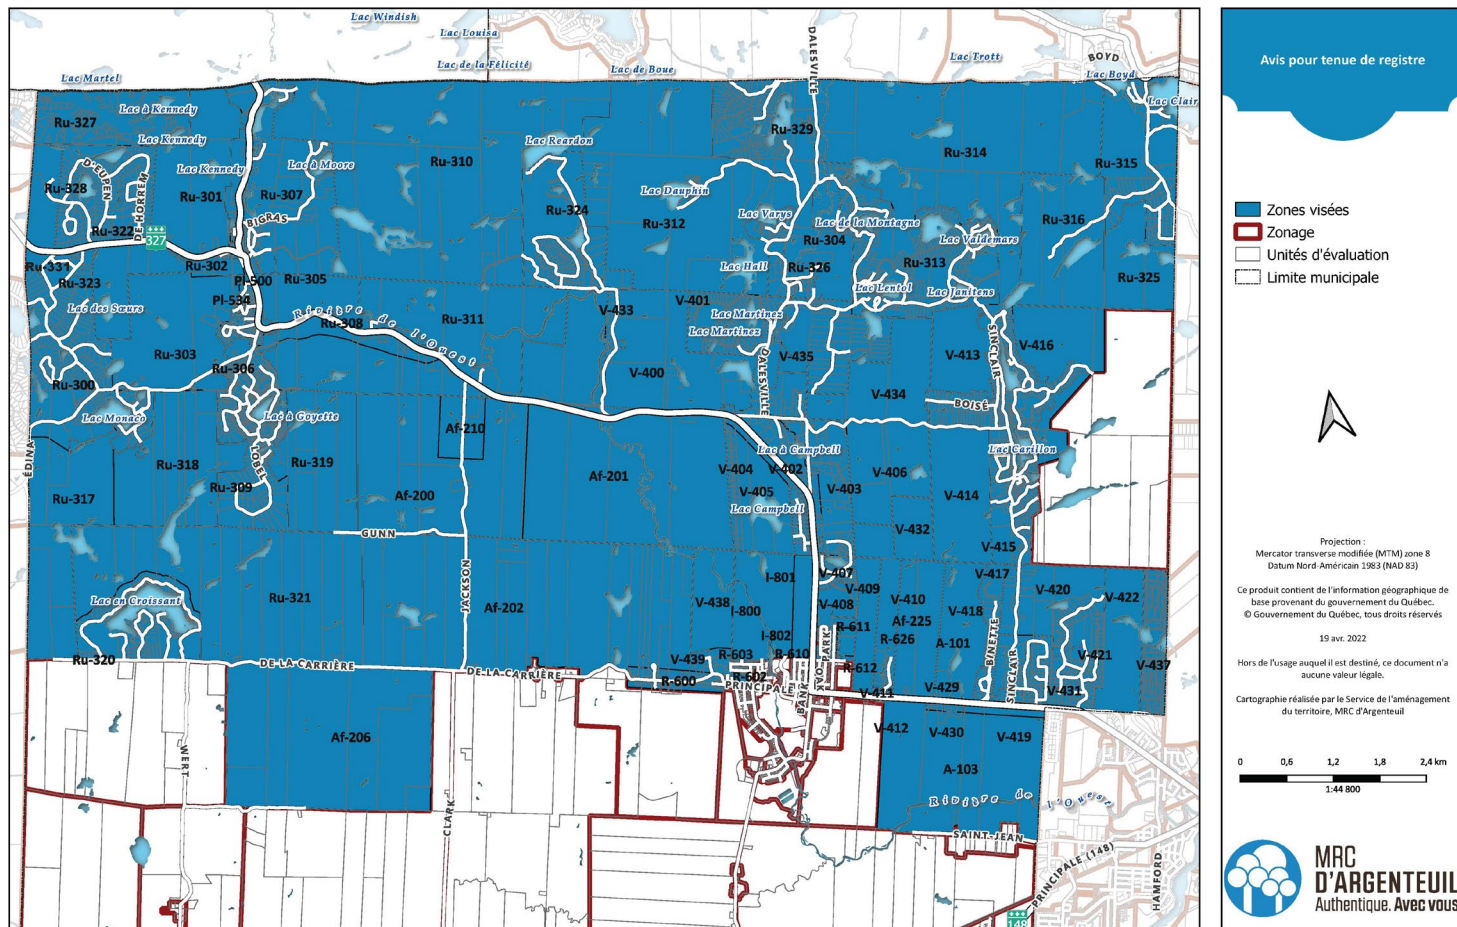 Lac Windish
Lac Louisa
Lac de la Félicité
Lac de Boue
Lac Trott
BOYD
Lac Boyd
Lac Clair
Lac Martel
DALESVILLE
Lac à Kennedy
Ru-327
Lac Kennedy
Lac Kennedy
Lac à Moore
Ru-310
Lac Reardon
Ru-329
Ru-314
Ru-315
D'EUPEN
Ru-328
DE HORREM
Ru-301
Ru-307
BIGRAS
Ru-324
Lac Dauphin
Ru-312
Lac Varys
Lac de la Montagne
Ru-316
Ru-322
327
Ru-304
Lac Valdemars
Ru-331
Ru-323
Ru-302
Pl-500
Ru-305
Lac Hall
Ru-326
Ru-313
Ru-325
Pl-534
Lac des Sœurs
Rivière de l'Ouest
Ru-308
Ru-311
V-433
V-401
Lac Lentol
Lac Janitens
Lac Martinez
Lac Martinez
Ru-303
Ru-306
Ru-300
V-400
V-435
DALESVILLE
V-413
SINCLAIR
V-416
V-434
BOISÉ
Lac Monaco
Lac à Goyette
Af-210
ÉDINA
LOBEL
Ru-318
Ru-319
Ru-309
Ru-317
Af-200
Af-201
Lac à Campbell
V-404
V-402
V-405
Lac Campbell
V-403
V-406
V-414
Lac Carillon
V-432
V-415
GUNN
JACKSON
Lac en Croissant
Ru-321
Af-202
I-801
V-407
V-409
V-417
V-438
I-800
V-408
V-410
V-418
V-420
V-422
Af-225
I-802
R-611
R-626
A-101
BINETTE
SINCLAIR
Ru-320
DE LA CARRIÈRE
DE LA CARRIÈRE
V-439
R-603
R-610
OAK PARK
R-612
V-421
V-437
R-600
R-602
PRINCIPALE
BANK
V-411
V-429
V-431
Af-206
WERT
CLARK
V-412
V-430
V-419
A-103
Rivière de l'Ouest
SAINT-JEAN
PRINCIPALE (148)
HAMFORD
148
Avis pour tenue de registre
Zones visées
Zonage
Unités d'évaluation
Limite municipale
Projection :
Mercator transverse modifiée (MTM) zone 8
Datum Nord-Américain 1983 (NAD 83)
Ce produit contient de l'information géographique de
base provenant du gouvernement du Québec.
© Gouvernement du Québec, tous droits réservés
19 avr. 2022
Hors de l'usage auquel il est destiné, ce document n'a
aucune valeur légale.
Cartographie réalisée par le Service de l'aménagement
du territoire, MRC d'Argenteuil
0 0,6 1,2 1,8 2,4 km
1:44 800
MRC
D'ARGENTEUIL
Authentique. Avec vous